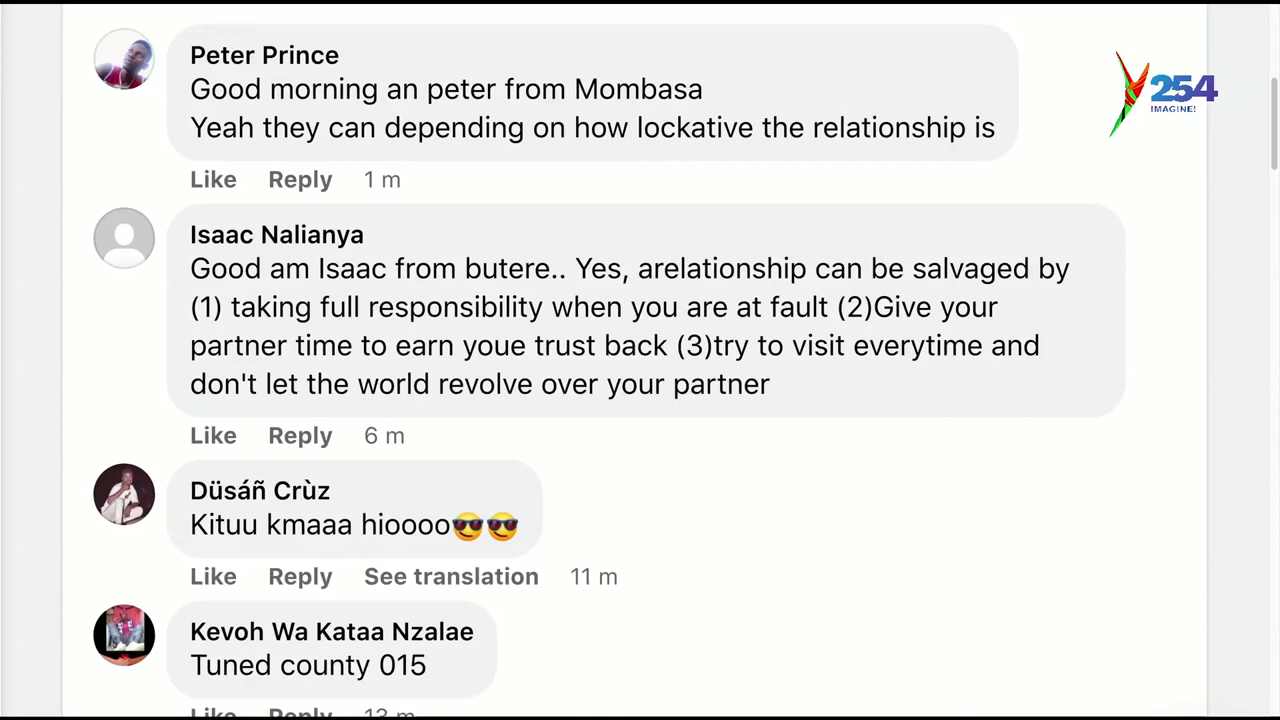 Peter Prince
Good morning an peter from Mombasa
Yeah they can depending on how lockative the relationship is
Like Reply 1 m
Y254
IMAGINE!
Isaac Nalianya
Good am Isaac from butere.. Yes, arelationship can be salvaged by
(1) taking full responsibility when you are at fault (2)Give your
partner time to earn youe trust back (3)try to visit everytime and
don't let the world revolve over your partner
Like Reply 6 m
Düsáñ Crùz
Kituu kmaaa hioooo😎😎
Like Reply See translation 11 m
Kevoh Wa Kataa Nzalae
Tuned county 015
Like Reply 13 m